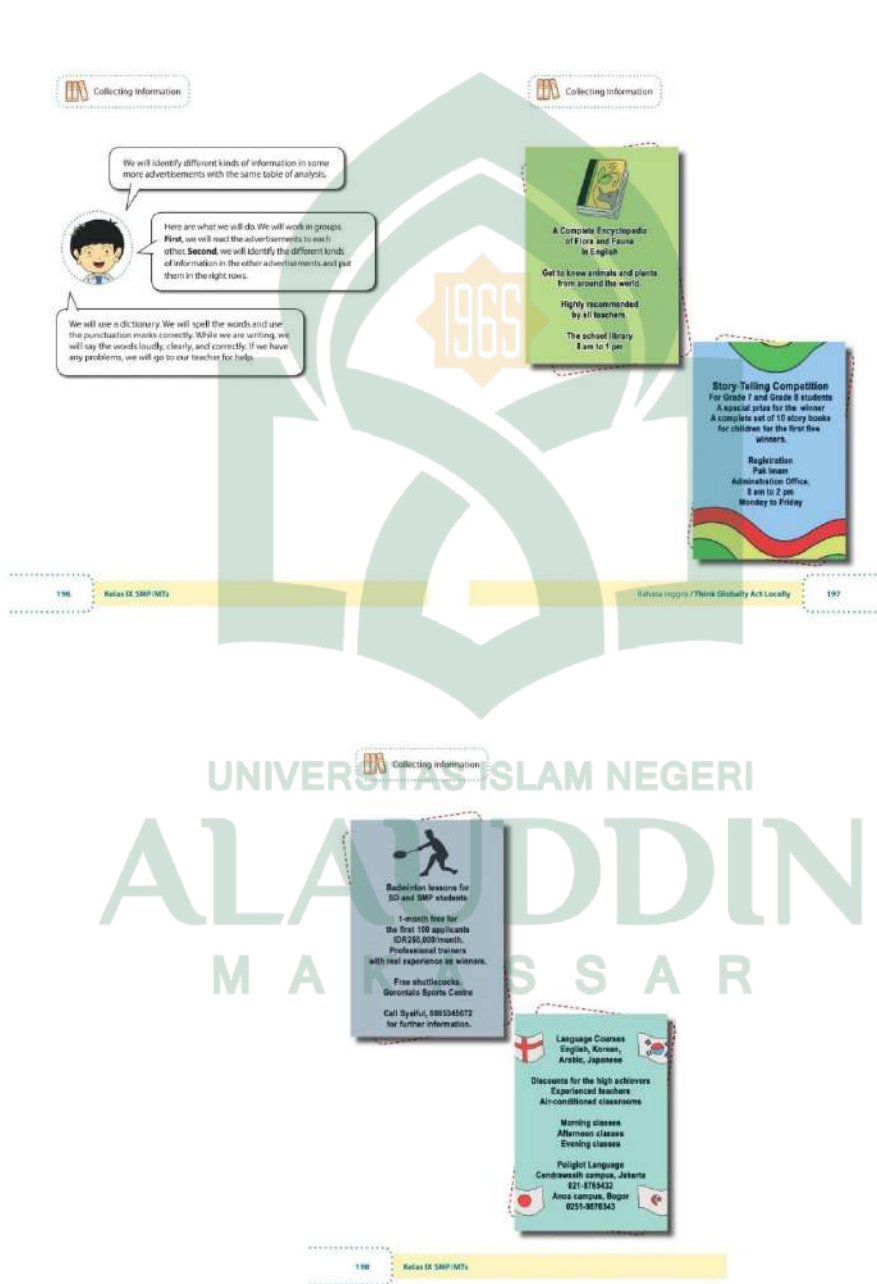 Collecting Information
We will identify different kinds of information in some
more advertisements with the same table of analysis.
Here are what we will do. We will work in groups.
First, we will read the advertisements to each
other. Second, we will identify the different kinds
of information in the other advertisements and put
them in the right rows.
We will use a dictionary. We will spell the words and use
the punctuation marks correctly. While we are writing, we
will say the words loudly, clearly, and correctly. If we have
any problems, we will go to our teacher for help.
196 Kelas IX SMP/MTs
Collecting Information
A Complete Encyclopedia
of Flora and Fauna
in English
Get to know animals and plants
from around the world.
Highly recommended
by all teachers.
The school library
8 am to 1 pm
Story-Telling Competition
For Grade 7 and Grade 8 students
A special prize for the winner
A complete set of 10 story books
for children for the first five
winners.
Registration
Pak Imam
Adminstration Office,
8 am to 2 pm
Monday to Friday
Bahasa Inggris / Think Globally Act Locally 197
1965
UNIVERSITAS ISLAM NEGERI
ALAUDDIN
MAKASSAR
Collecting Information
Badminton lessons for
SD and SMP students
1-month free for
the first 100 applicants
IDR250,000/month.
Professional trainers
with real experience as winners.
Free shuttlecocks.
Gorontalo Sports Centre
Call Syaiful,
for further information.
Language Courses
English, Korean,
Arabic, Japanese
Discounts for the high achievers
Experienced teachers
Air-conditioned classrooms
Morning classes
Afternoon classes
Evening classes
Poliglot Language
Cendrawasih campus, Jakarta
021-8765432
Anos campus, Bogor
0251-9876543
198 Kelas IX SMP/MTs